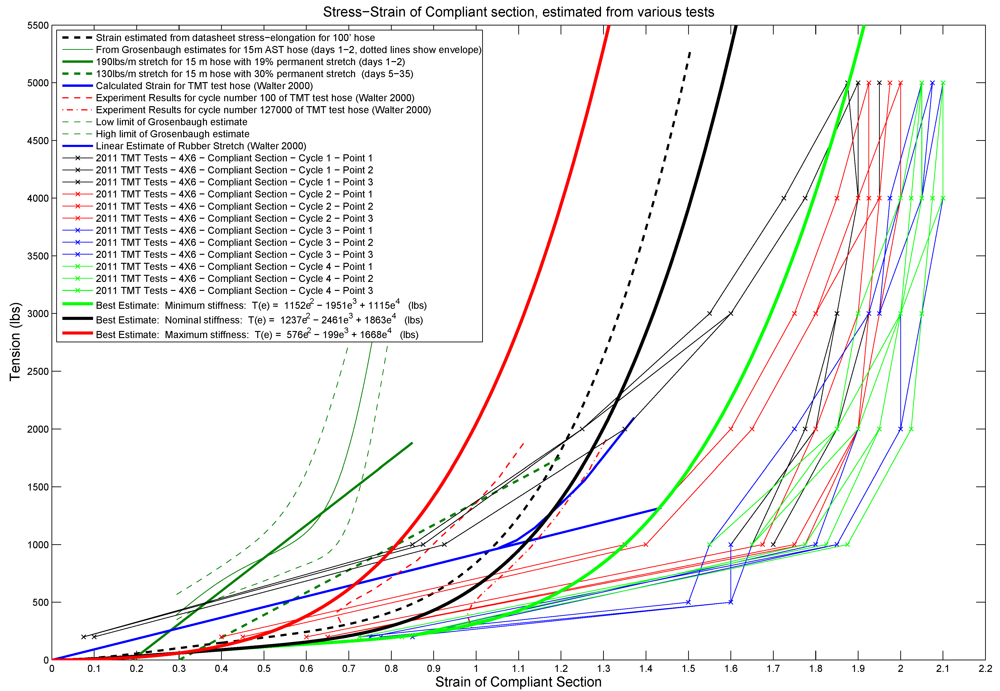 Stress−Strain of Compliant section, estimated from various tests
5500
5000
4500
4000
3500
3000
2500
2000
1500
1000
500
0
Tension (lbs)
Strain estimated from datasheet stress−elongation for 100' hose
From Grosenbaugh estimates for 15m AST hose (days 1−2, dotted lines show envelope)
190lbs/m stretch for 15 m hose with 19% permanent stretch (days 1−2)
130lbs/m stretch for 15 m hose with 30% permanent stretch (days 5−35)
Calculated Strain for TMT test hose (Walter 2000)
Experiment Results for cycle number 100 of TMT test hose (Walter 2000)
Experiment Results for cycle number 127000 of TMT test hose (Walter 2000)
Low limit of Grosenbaugh estimate
High limit of Grosenbaugh estimate
Linear Estimate of Rubber Stretch (Walter 2000)
2011 TMT Tests − 4X6 − Compliant Section − Cycle 1 − Point 1
2011 TMT Tests − 4X6 − Compliant Section − Cycle 1 − Point 2
2011 TMT Tests − 4X6 − Compliant Section − Cycle 1 − Point 3
2011 TMT Tests − 4X6 − Compliant Section − Cycle 2 − Point 1
2011 TMT Tests − 4X6 − Compliant Section − Cycle 2 − Point 2
2011 TMT Tests − 4X6 − Compliant Section − Cycle 2 − Point 3
2011 TMT Tests − 4X6 − Compliant Section − Cycle 3 − Point 1
2011 TMT Tests − 4X6 − Compliant Section − Cycle 3 − Point 2
2011 TMT Tests − 4X6 − Compliant Section − Cycle 3 − Point 3
2011 TMT Tests − 4X6 − Compliant Section − Cycle 4 − Point 1
2011 TMT Tests − 4X6 − Compliant Section − Cycle 4 − Point 2
2011 TMT Tests − 4X6 − Compliant Section − Cycle 4 − Point 3
Best Estimate: Minimum stiffness: T(e) = 1152e² − 1951e³ + 1115e⁴ (lbs)
Best Estimate: Nominal stiffness: T(e) = 1237e² − 2461e³ + 1863e⁴ (lbs)
Best Estimate: Maximum stiffness: T(e) = 576e² − 199e³ + 1668e⁴ (lbs)
0 0.1 0.2 0.3 0.4 0.5 0.6 0.7 0.8 0.9 1 1.1 1.2 1.3 1.4 1.5 1.6 1.7 1.8 1.9 2 2.1 2.2
Strain of Compliant Section